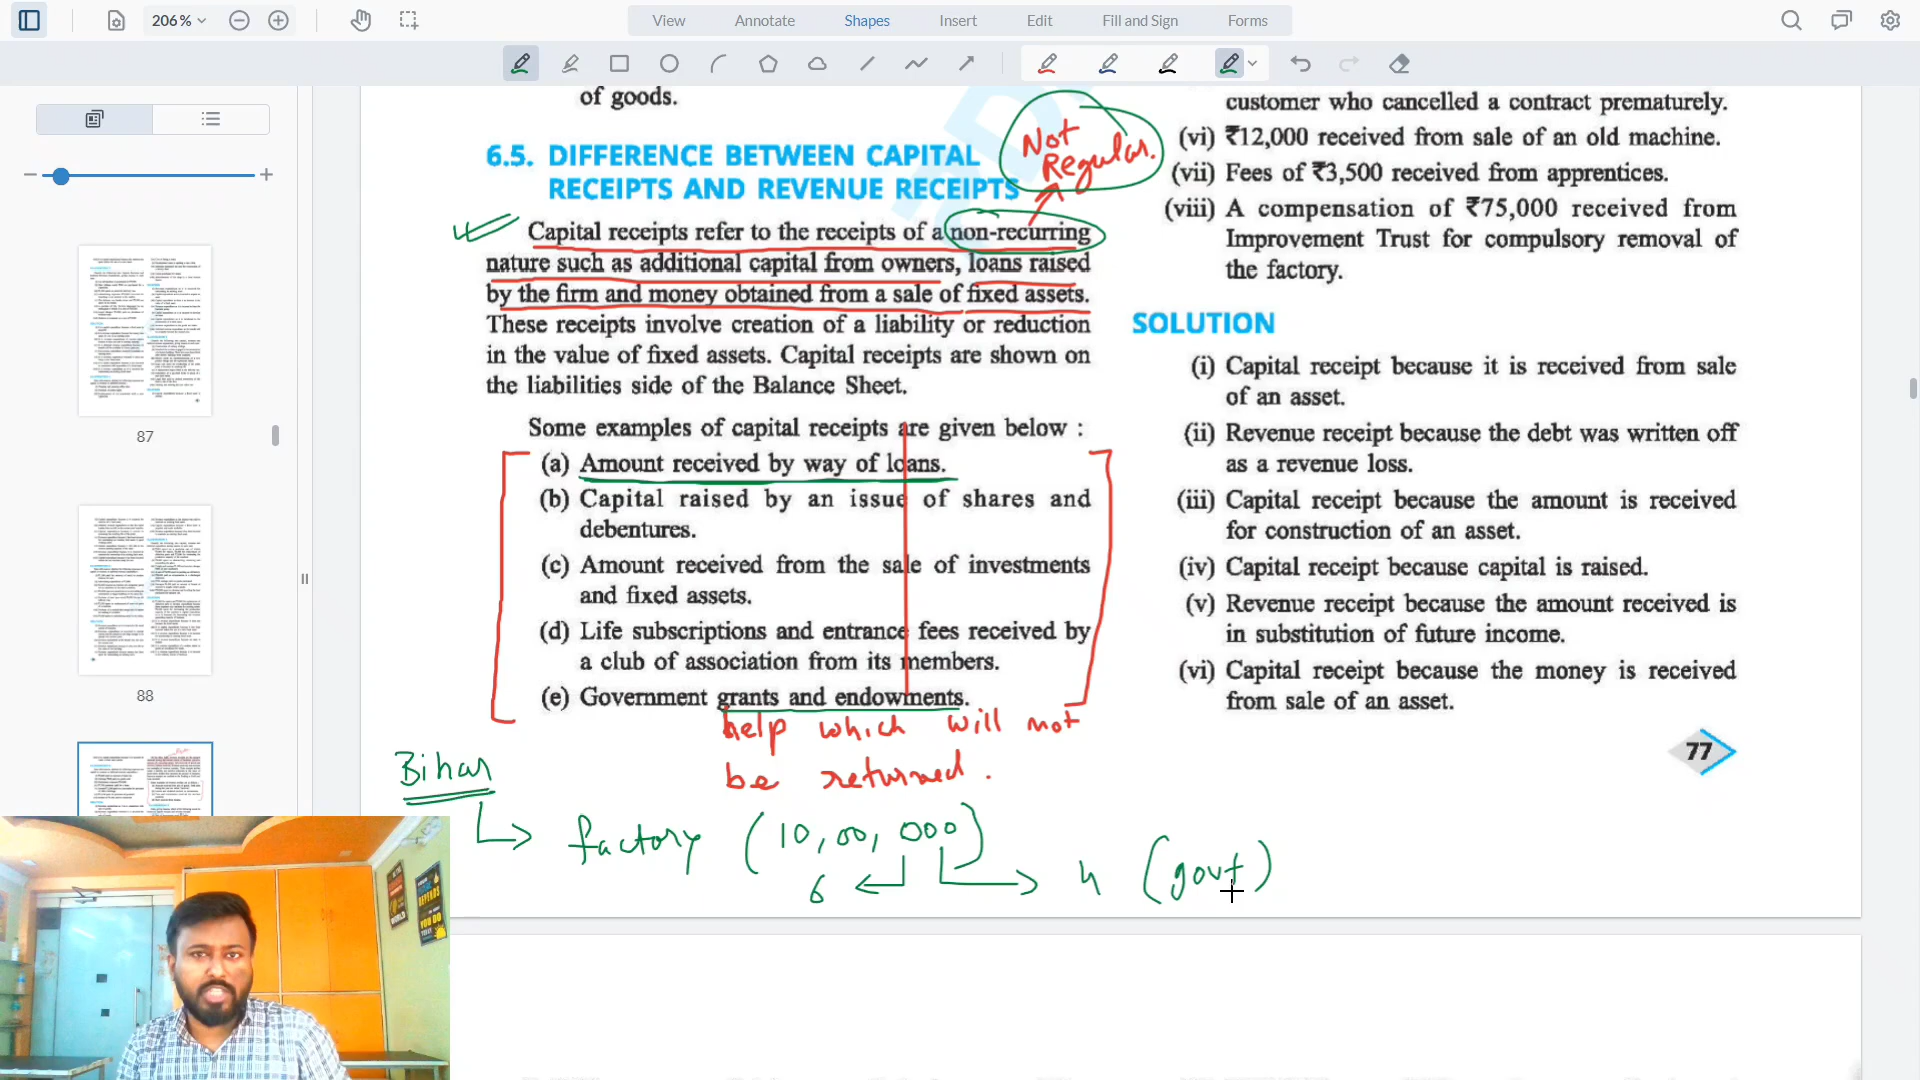 206%
View
Annotate
Shapes
Insert
Edit
Fill and Sign
Forms
87
88
of goods.
6.5. DIFFERENCE BETWEEN CAPITAL
RECEIPTS AND REVENUE RECEIPTS
Not
Regular.
Capital receipts refer to the receipts of a non-recurring
nature such as additional capital from owners, loans raised
by the firm and money obtained from a sale of fixed assets.
These receipts involve creation of a liability or reduction
in the value of fixed assets. Capital receipts are shown on
the liabilities side of the Balance Sheet.
Some examples of capital receipts are given below :
(a) Amount received by way of loans.
(b) Capital raised by an issue of shares and
debentures.
(c) Amount received from the sale of investments
and fixed assets.
(d) Life subscriptions and entrance fees received by
a club of association from its members.
(e) Government grants and endowments.
help which will not
be returned.
Bihar
factory (10,00,000)
6
4 (govt)
customer who cancelled a contract prematurely.
(vi) ₹12,000 received from sale of an old machine.
(vii) Fees of ₹3,500 received from apprentices.
(viii) A compensation of ₹75,000 received from
Improvement Trust for compulsory removal of
the factory.
SOLUTION
(i) Capital receipt because it is received from sale
of an asset.
(ii) Revenue receipt because the debt was written off
as a revenue loss.
(iii) Capital receipt because the amount is received
for construction of an asset.
(iv) Capital receipt because capital is raised.
(v) Revenue receipt because the amount received is
in substitution of future income.
(vi) Capital receipt because the money is received
from sale of an asset.
77